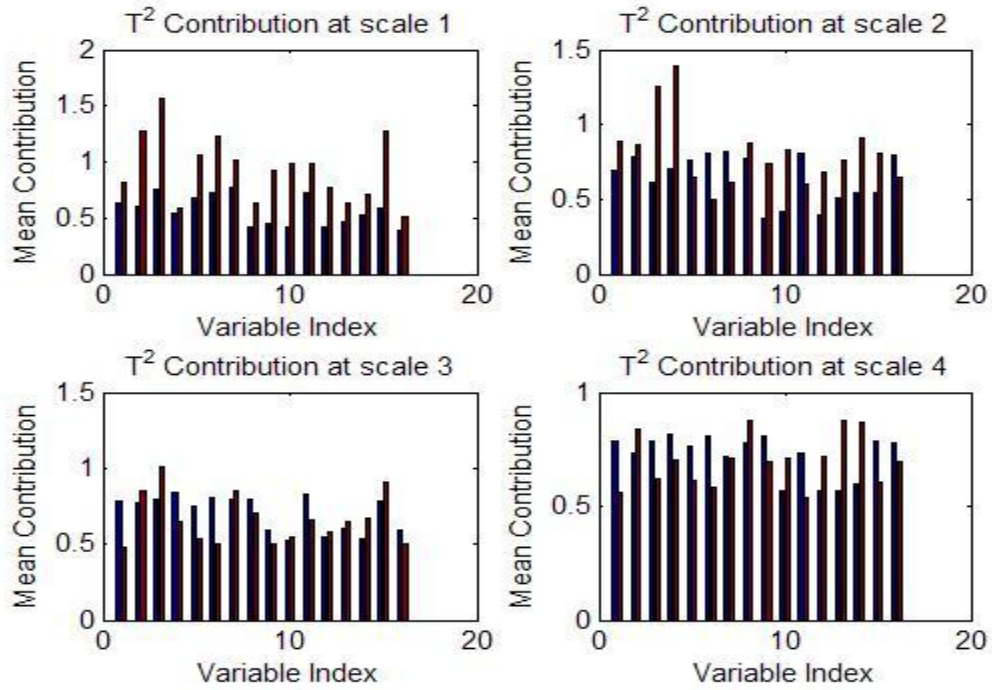 T² Contribution at scale 1
2
1.5
1
0.5
0
0 10 20
Mean Contribution
Variable Index
T² Contribution at scale 2
1.5
1
0.5
0
0 10 20
Mean Contribution
Variable Index
T² Contribution at scale 3
1.5
1
0.5
0
0 10 20
Mean Contribution
Variable Index
T² Contribution at scale 4
1
0.5
0
0 10 20
Mean Contribution
Variable Index